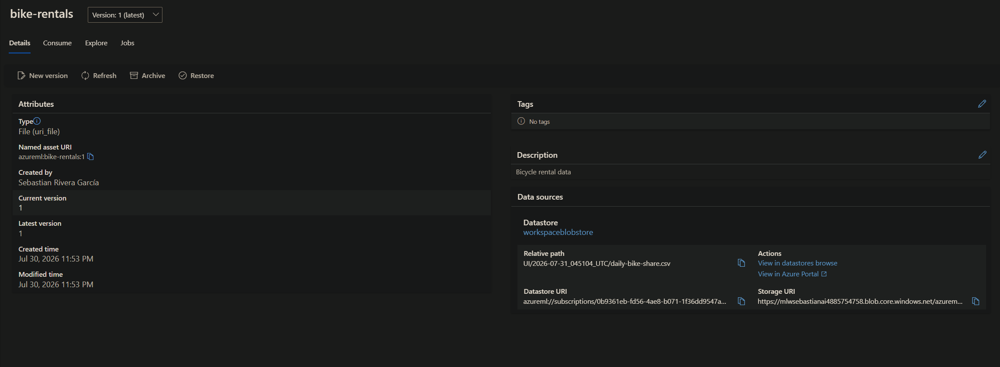 bike-rentals
Version: 1 (latest)
Details Consume Explore Jobs
New version Refresh Archive Restore
Attributes
Type
File (uri_file)
Named asset URI
azureml:bike-rentals:1
Created by
Sebastian Rivera García
Current version
1
Latest version
1
Created time
Jul 30, 2026 11:53 PM
Modified time
Jul 30, 2026 11:53 PM
Tags
No tags
Description
Bicycle rental data
Data sources
Datastore
workspaceblobstore
Relative path
UI/2026-07-31_045104_UTC/daily-bike-share.csv
Actions
View in datastores browse
View in Azure Portal
Datastore URI
azureml://subscriptions/0b9361eb-fd56-4ae8-b071-1f36dd9547a...
Storage URI
https://mlwsebastianai4885754758.blob.core.windows.net/azurem...